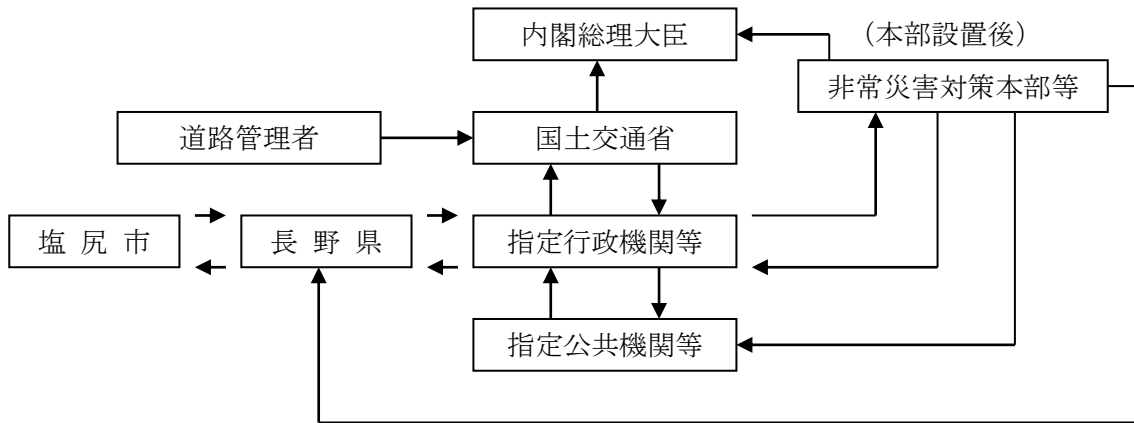 内閣総理大臣
（本部設置後）
非常災害対策本部等
道路管理者
国土交通省
塩尻市
長野県
指定行政機関等
指定公共機関等